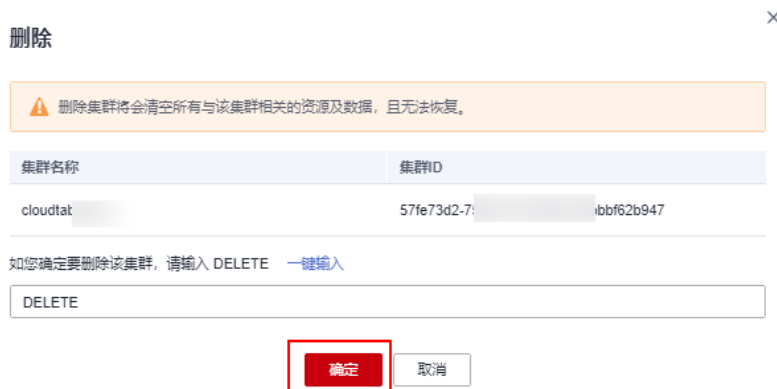 删除
删除集群将会清空所有与该集群相关的资源及数据，且无法恢复。
集群名称 集群ID
cloudtab 57fe73d2-7 bbf62b947
如您确定要删除该集群，请输入 DELETE 一键输入
DELETE
确定 取消